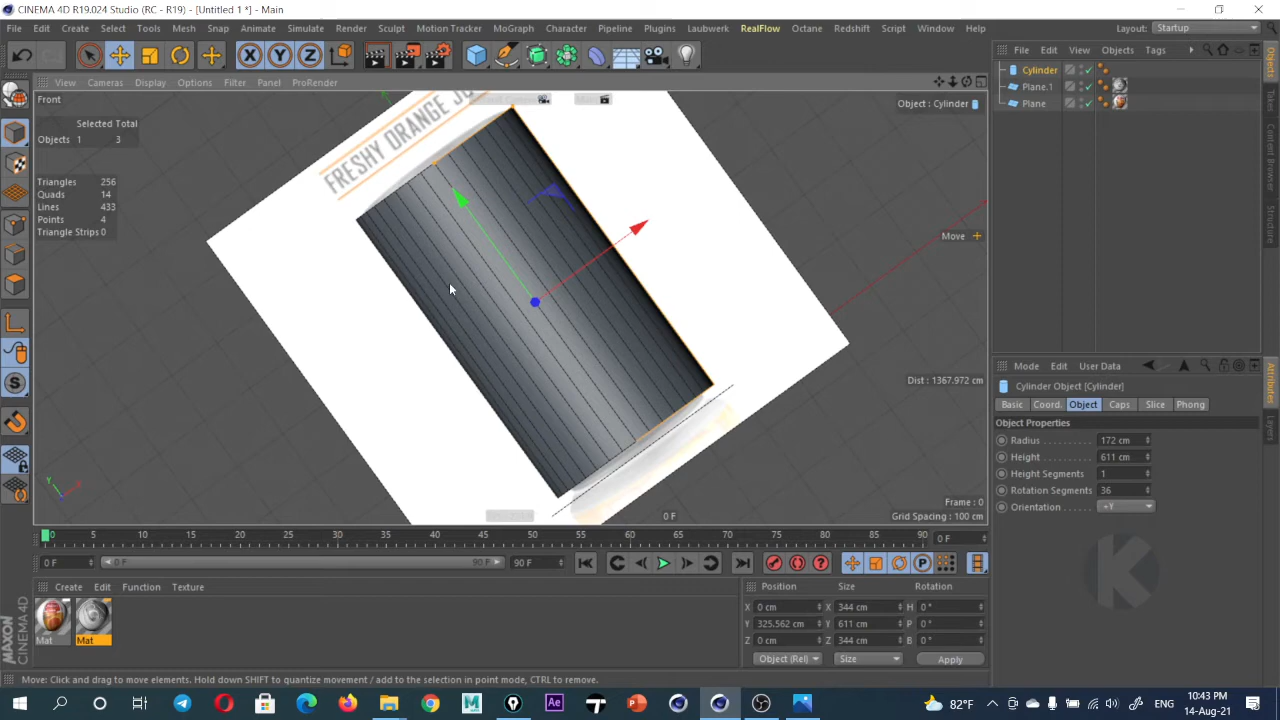 CINEMA 4D R19.024 Studio (RC - R19) - [Untitled 1 *] - Main
File Edit Create Select Tools Mesh Snap Animate Simulate Render Sculpt Motion Tracker MoGraph Character Pipeline Plugins Laubwerk RealFlow Octane Redshift Script Window Help
Layout: Startup
View Cameras Display Options Filter Panel ProRender
File Edit View Objects Tags
Front
Object : Cylinder
Cylinder
Plane.1
Plane
Selected Total
Objects 1 3
Triangles 256
Quads 14
Lines 433
Points 4
Triangle Strips 0
Move
Dist : 1367.972 cm
Frame : 0
Grid Spacing : 100 cm
Y X
Objects
Takes
Content Browser
Structure
Attributes
Layers
Mode Edit User Data
Cylinder Object [Cylinder]
Basic Coord. Object Caps Slice Phong
Object Properties
Radius 172 cm
Height 611 cm
Height Segments 1
Rotation Segments 36
Orientation +Y
0 5 10 15 20 25 30 35 40 45 50 55 60 65 70 75 80 85 90
0 F
0 F
0 F 0 F 90 F 90 F
Create Edit Function Texture
Mat Mat
Position Size Rotation
X 0 cm X 344 cm H 0 °
Y 325.562 cm Y 611 cm P 0 °
Z 0 cm Z 344 cm B 0 °
Object (Rel) Size Apply
MAXON CINEMA 4D
Move: Click and drag to move elements. Hold down SHIFT to quantize movement / add to the selection in point mode, CTRL to remove.
82°F
ENG
10:43 PM
14-Aug-21